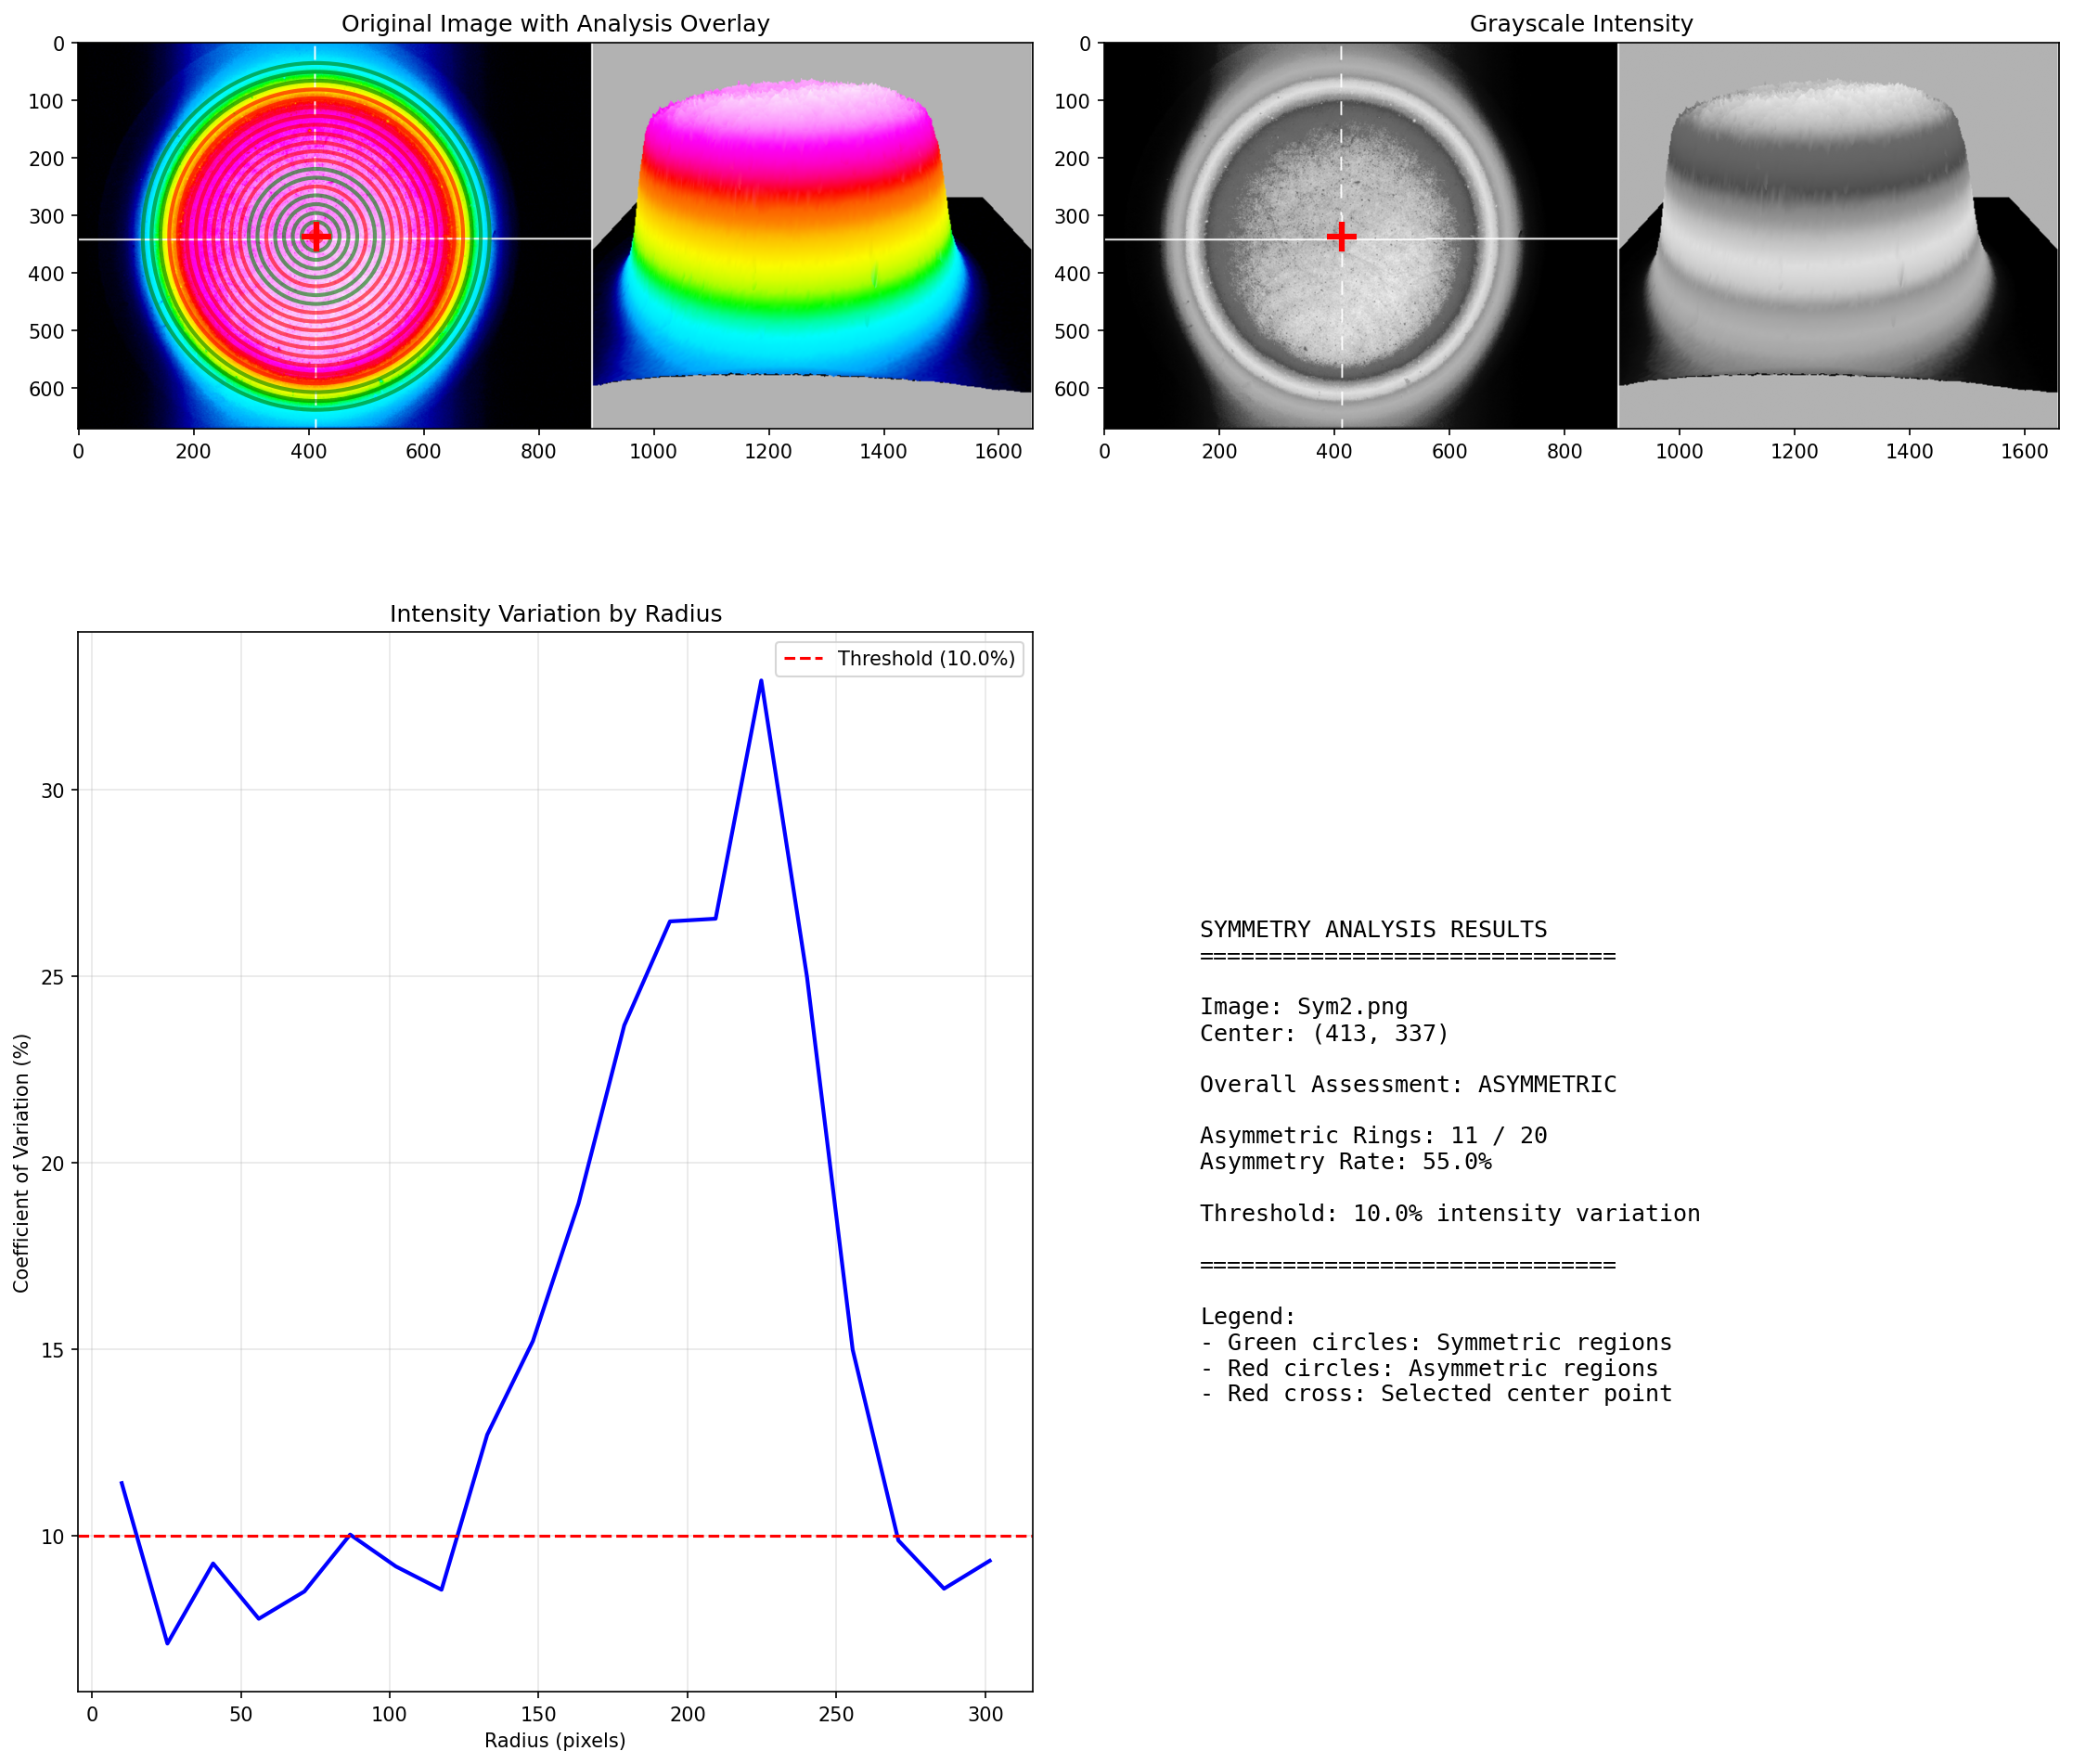 Original Image with Analysis Overlay
0
100
200
300
400
500
600
0 200 400 600 800 1000 1200 1400 1600
Grayscale Intensity
0
100
200
300
400
500
600
0 200 400 600 800 1000 1200 1400 1600
Intensity Variation by Radius
Threshold (10.0%)
Coefficient of Variation (%)
30
25
20
15
10
0 50 100 150 200 250 300
Radius (pixels)
SYMMETRY ANALYSIS RESULTS
==============================
Image: Sym2.png
Center: (413, 337)
Overall Assessment: ASYMMETRIC
Asymmetric Rings: 11 / 20
Asymmetry Rate: 55.0%
Threshold: 10.0% intensity variation
==============================
Legend:
- Green circles: Symmetric regions
- Red circles: Asymmetric regions
- Red cross: Selected center point